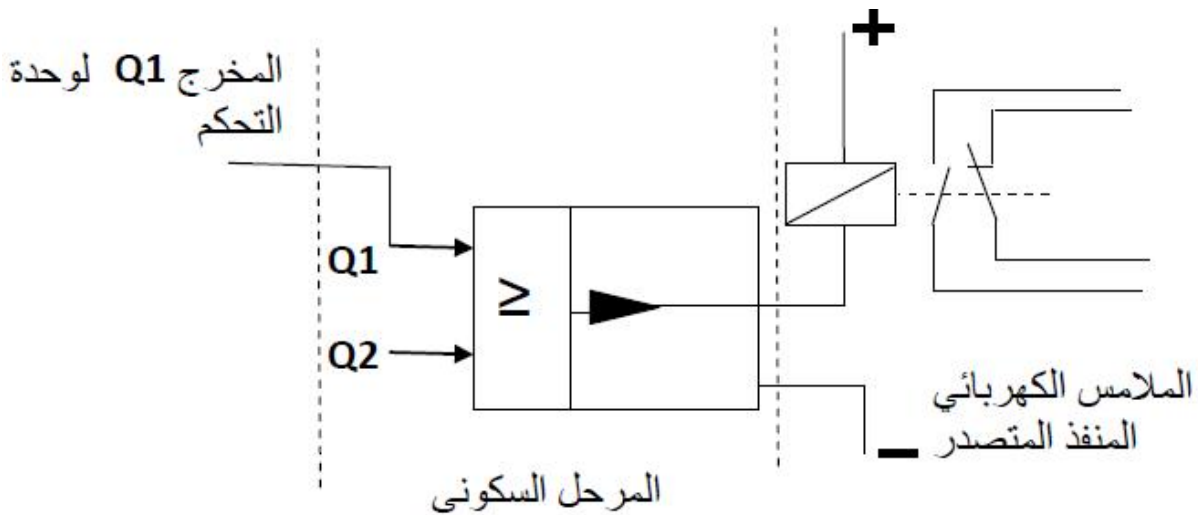 المخرج Q1 لوحدة
التحكم
+
Q1
≥
Q2
الملامس الكهربائي
المنفذ المتصدر
−
المرحل السكوني